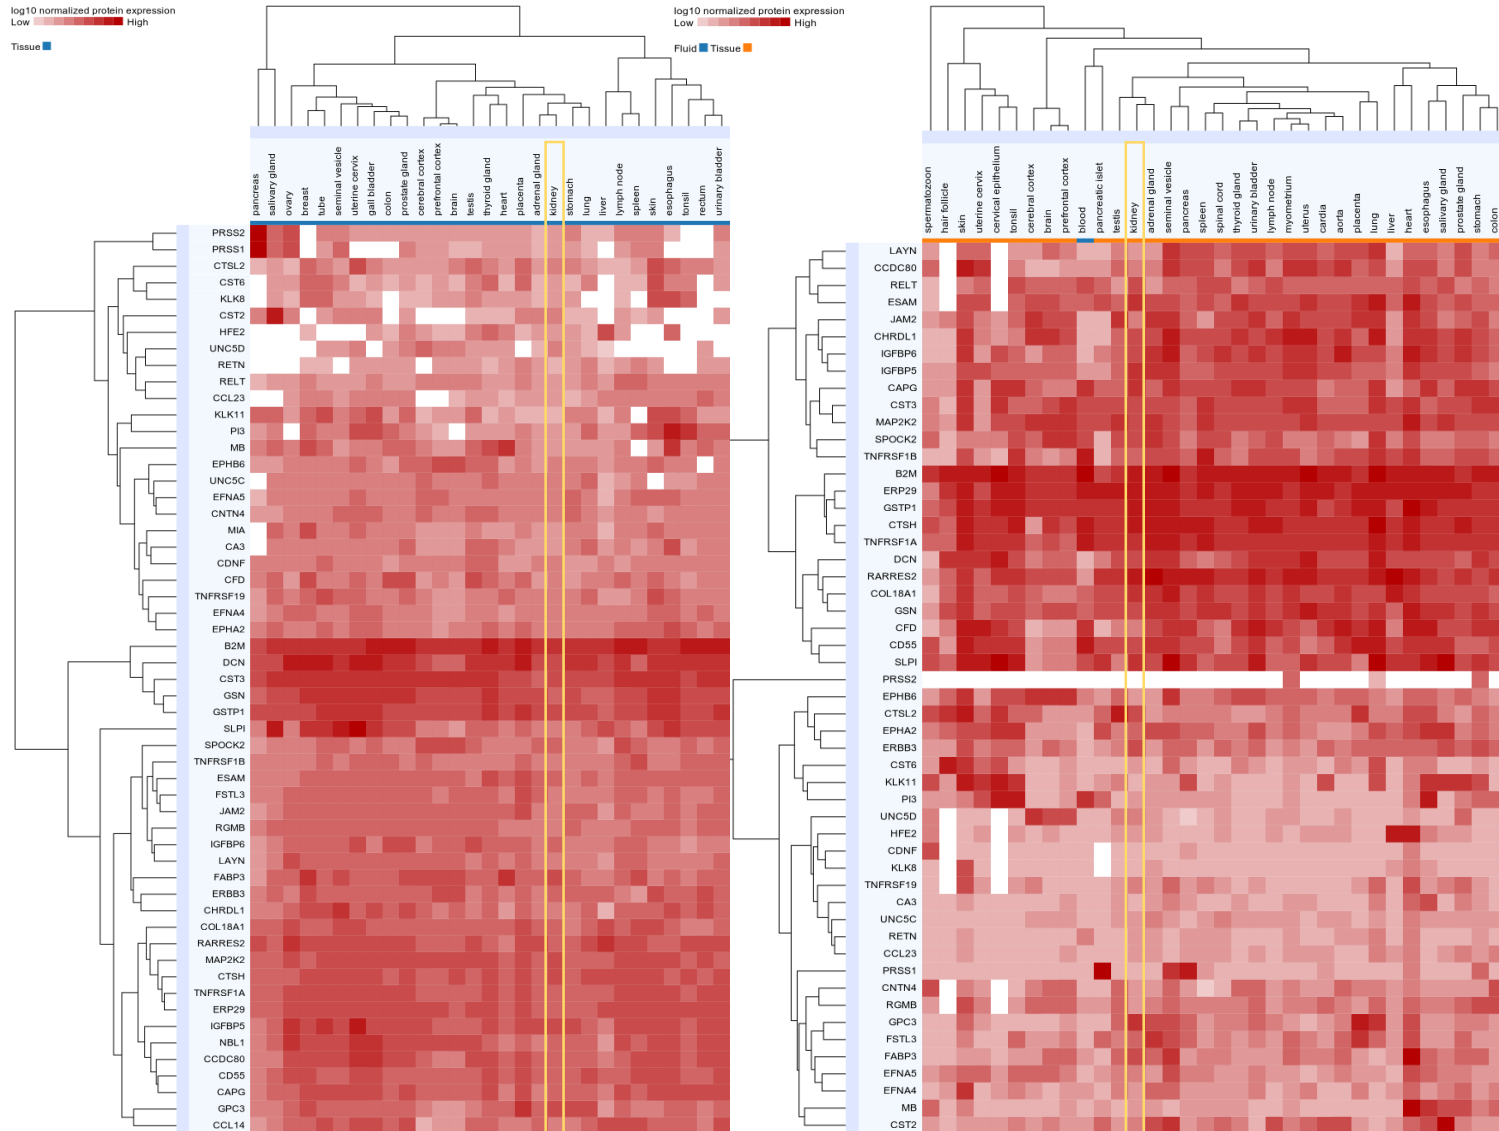 log10 normalized protein expression
Low High
Tissue
pancreas
salivary gland
ovary
breast
tube
seminal vesicle
uterine cervix
gall bladder
colon
prostate gland
cerebral cortex
prefrontal cortex
brain
testis
thyroid gland
heart
placenta
adrenal gland
kidney
stomach
lung
liver
lymph node
spleen
skin
esophagus
tonsil
rectum
urinary bladder
PRSS2
PRSS1
CTSL2
CST6
KLK8
CST2
HFE2
UNC5D
RETN
RELT
CCL23
KLK11
PI3
MB
EPHB6
UNC5C
EFNA5
CNTN4
MIA
CA3
CDNF
CFD
TNFRSF19
EFNA4
EPHA2
B2M
DCN
CST3
GSN
GSTP1
SLPI
SPOCK2
TNFRSF1B
ESAM
FSTL3
JAM2
RGMB
IGFBP6
LAYN
FABP3
ERBB3
CHRDL1
COL18A1
RARRES2
MAP2K2
CTSH
TNFRSF1A
ERP29
IGFBP5
NBL1
CCDC80
CD55
CAPG
GPC3
CCL14
log10 normalized protein expression
Low High
Fluid Tissue
spermatozoon
hair follicle
skin
uterine cervix
cervical epithelium
tonsil
cerebral cortex
brain
prefrontal cortex
blood
pancreatic islet
testis
kidney
adrenal gland
seminal vesicle
pancreas
spleen
spinal cord
thyroid gland
urinary bladder
lymph node
myometrium
uterus
cardia
aorta
placenta
lung
liver
heart
esophagus
salivary gland
prostate gland
stomach
colon
LAYN
CCDC80
RELT
ESAM
JAM2
CHRDL1
IGFBP6
IGFBP5
CAPG
CST3
MAP2K2
SPOCK2
TNFRSF1B
B2M
ERP29
GSTP1
CTSH
TNFRSF1A
DCN
RARRES2
COL18A1
GSN
CFD
CD55
SLPI
PRSS2
EPHB6
CTSL2
EPHA2
ERBB3
CST6
KLK11
PI3
UNC5D
HFE2
CDNF
KLK8
TNFRSF19
CA3
UNC5C
RETN
CCL23
PRSS1
CNTN4
RGMB
GPC3
FSTL3
FABP3
EFNA5
EFNA4
MB
CST2